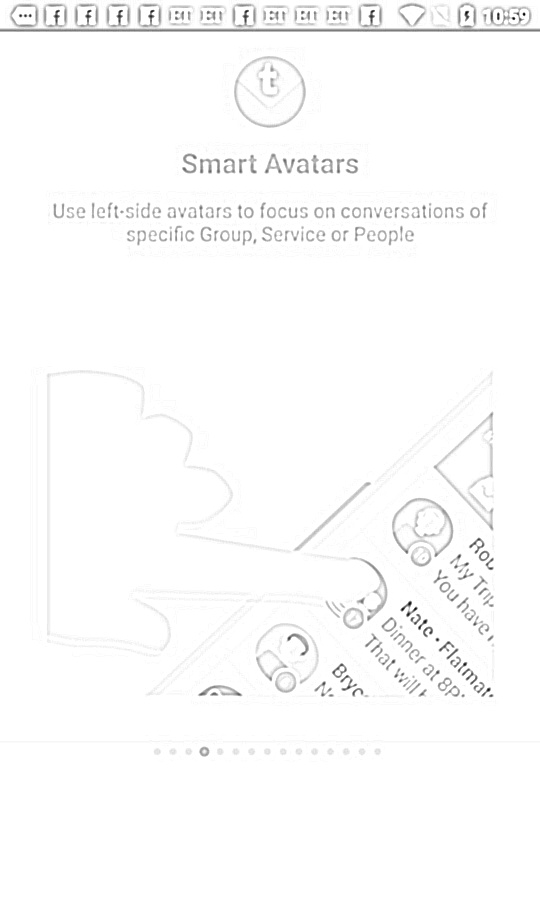 10:59
t
Smart Avatars
Use left-side avatars to focus on conversations of
specific Group, Service or People
Rou
My Trip
You have
Nate · Flatmat
Dinner at 8P
That will
Bryc